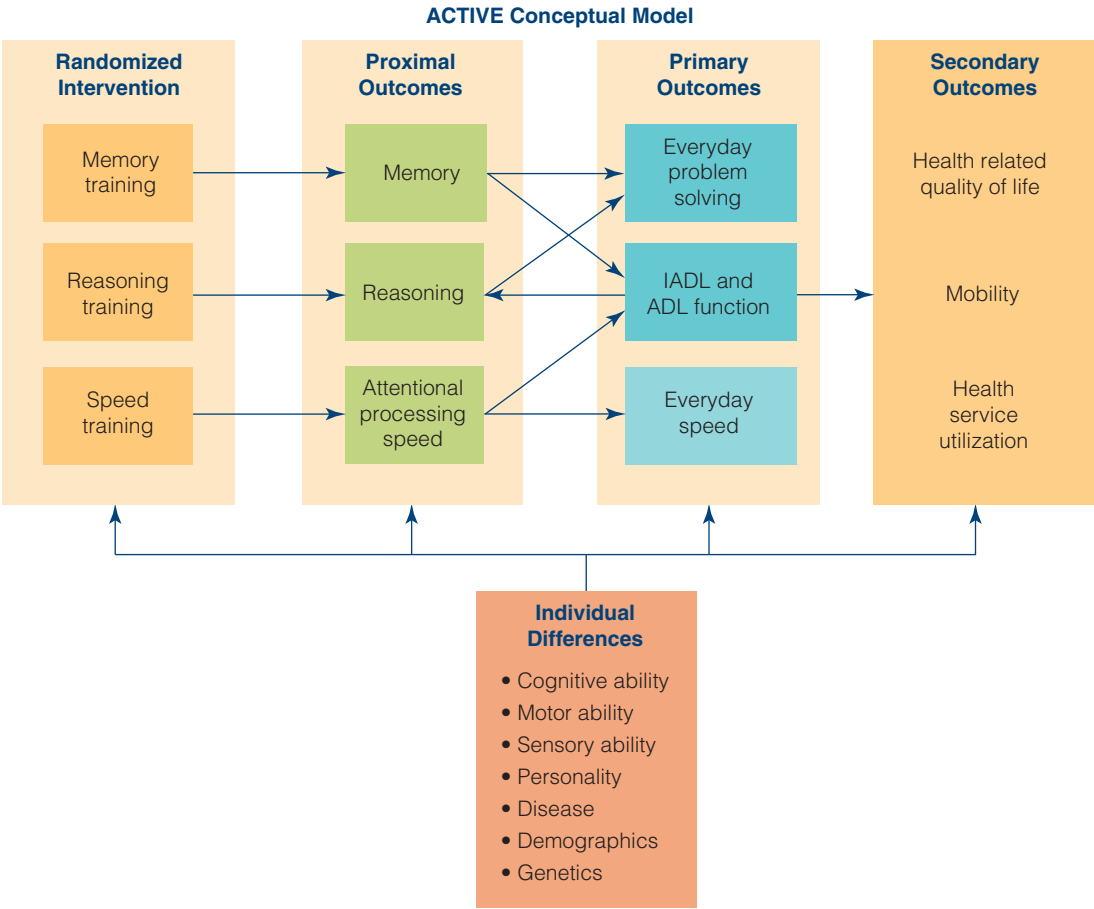 ACTIVE Conceptual Model
Randomized
Intervention
Memory
training
Reasoning
training
Speed
training
Proximal
Outcomes
Memory
Reasoning
Attentional
processing
speed
Primary
Outcomes
Everyday
problem
solving
IADL and
ADL function
Everyday
speed
Secondary
Outcomes
Health related
quality of life
Mobility
Health
service
utilization
Individual
Differences
• Cognitive ability
• Motor ability
• Sensory ability
• Personality
• Disease
• Demographics
• Genetics